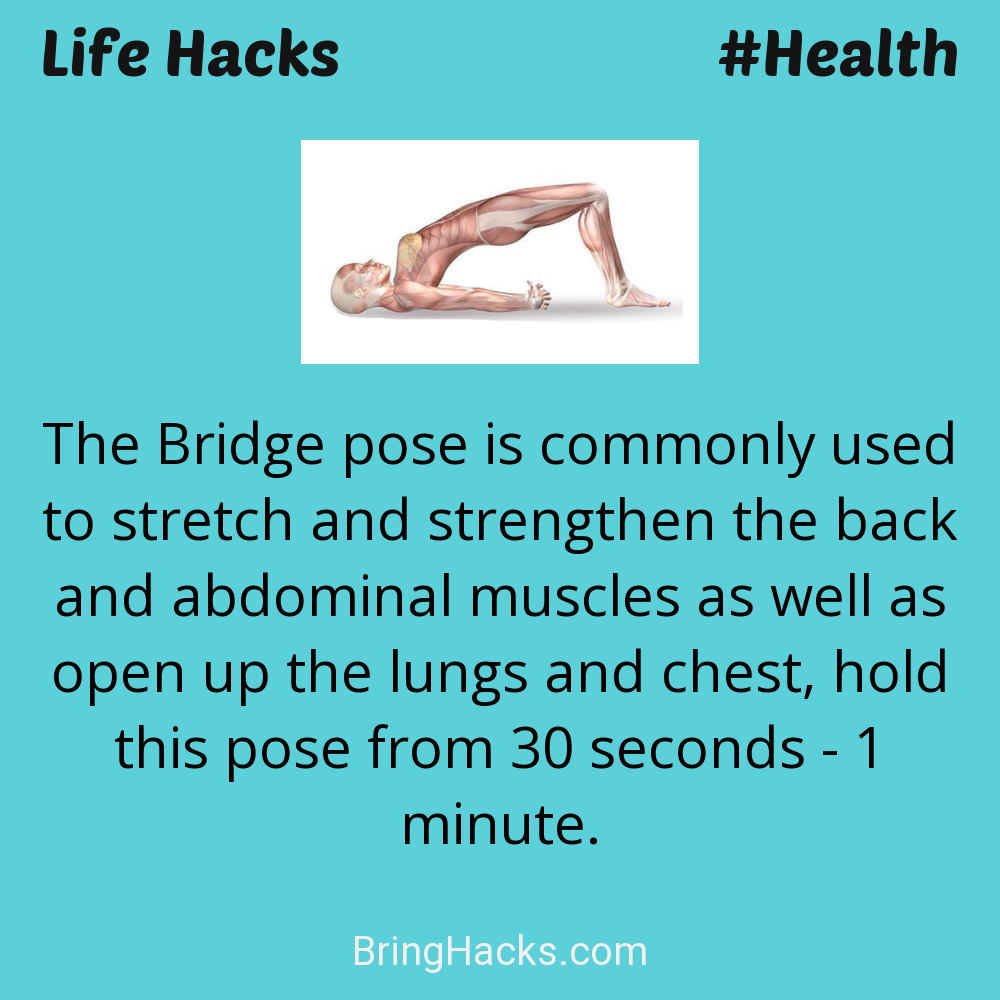 Life Hacks
#Health
The Bridge pose is commonly used
to stretch and strengthen the back
and abdominal muscles as well as
open up the lungs and chest, hold
this pose from 30 seconds - 1
minute.
BringHacks.com